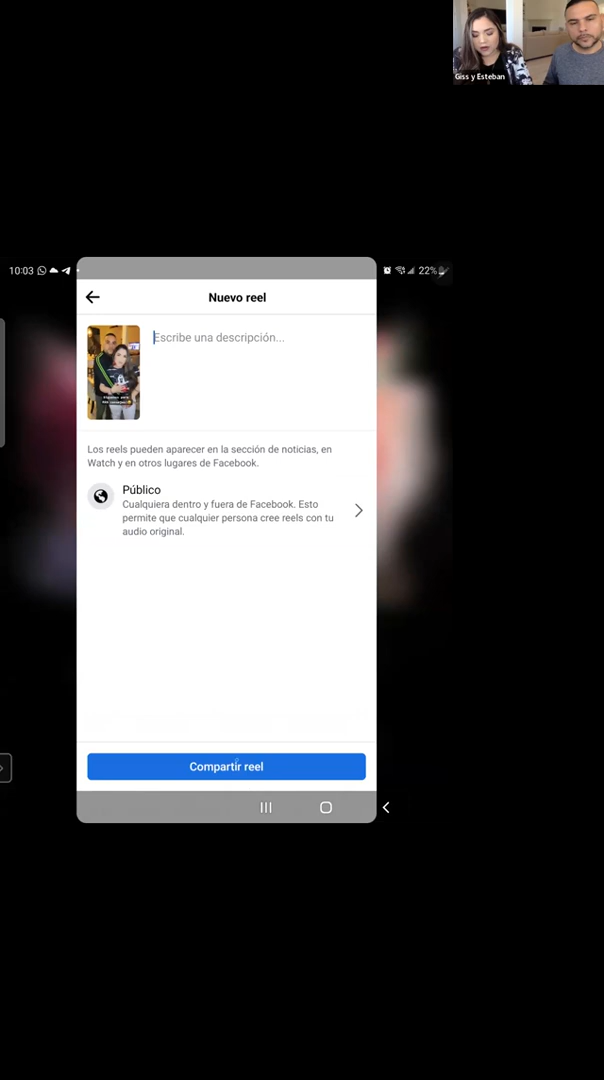 Giss y Esteban
10:03
22%
Nuevo reel
Escribe una descripción...
Los reels pueden aparecer en la sección de noticias, en
Watch y en otros lugares de Facebook.
Público
Cualquiera dentro y fuera de Facebook. Esto
permite que cualquier persona cree reels con tu
audio original.
Compartir reel